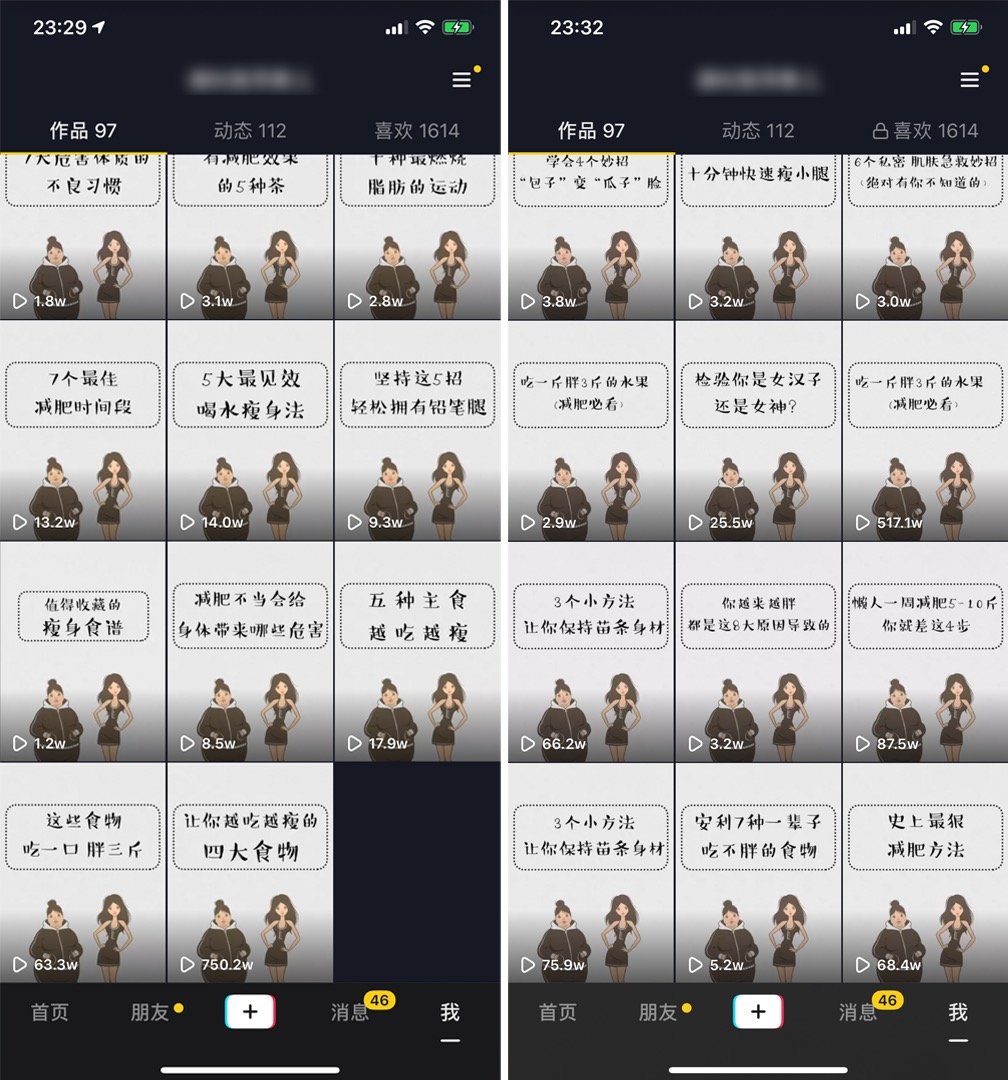 23:29
作品 97
动态 112
喜欢 1614
7大危害体质的
不良习惯
1.8w
有减肥效果
的5种茶
3.1w
十种最燃烧
脂肪的运动
2.8w
7个最佳
减肥时间段
13.2w
5大最见效
喝水瘦身法
14.0w
坚持这5招
轻松拥有铅笔腿
9.3w
值得收藏的
瘦身食谱
1.2w
减肥不当会给
身体带来哪些危害
8.5w
五种主食
越吃越瘦
17.9w
这些食物
吃一口胖三斤
63.3w
让你越吃越瘦的
四大食物
750.2w
首页
朋友
消息
46
我
23:32
作品 97
动态 112
喜欢 1614
学会4个妙招
“包子”变“瓜子”脸
3.8w
十分钟快速瘦小腿
3.2w
6个私密肌肤急救妙招
(绝对有你不知道的)
3.0w
吃一斤胖3斤的水果
(减肥必看)
2.9w
检验你是女汉子
还是女神?
25.5w
吃一斤胖3斤的水果
(减肥必看)
517.1w
3个小方法
让你保持苗条身材
66.2w
你越来越胖
都是这8大原因导致的
3.2w
懒人一周减肥5-10斤
你就差这4步
87.5w
3个小方法
让你保持苗条身材
75.9w
安利7种一辈子
吃不胖的食物
5.2w
史上最狠
减肥方法
68.4w
首页
朋友
消息
46
我